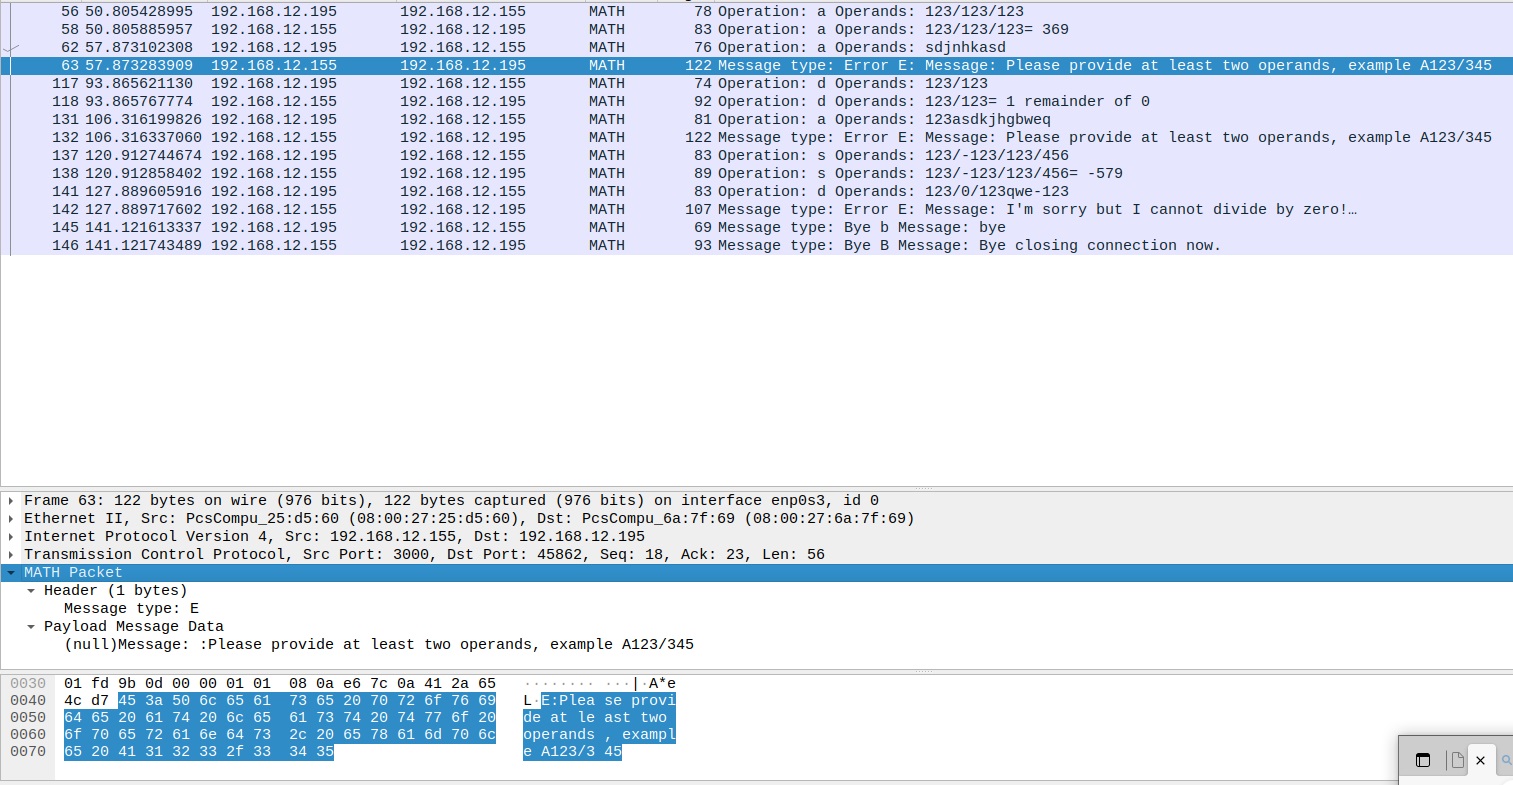 56 50.805428995 192.168.12.195 192.168.12.155 MATH 78 Operation: a Operands: 123/123/123
58 50.805885957 192.168.12.155 192.168.12.195 MATH 83 Operation: a Operands: 123/123/123= 369
62 57.873102308 192.168.12.195 192.168.12.155 MATH 76 Operation: a Operands: sdjnhkasd
63 57.873283909 192.168.12.155 192.168.12.195 MATH 122 Message type: Error E: Message: Please provide at least two operands, example A123/345
117 93.865621130 192.168.12.195 192.168.12.155 MATH 74 Operation: d Operands: 123/123
118 93.865767774 192.168.12.155 192.168.12.195 MATH 92 Operation: d Operands: 123/123= 1 remainder of 0
131 106.316199826 192.168.12.195 192.168.12.155 MATH 81 Operation: a Operands: 123asdkjhgbweq
132 106.316337060 192.168.12.155 192.168.12.195 MATH 122 Message type: Error E: Message: Please provide at least two operands, example A123/345
137 120.912744674 192.168.12.195 192.168.12.155 MATH 83 Operation: s Operands: 123/-123/123/456
138 120.912858402 192.168.12.155 192.168.12.195 MATH 89 Operation: s Operands: 123/-123/123/456= -579
141 127.889605916 192.168.12.195 192.168.12.155 MATH 83 Operation: d Operands: 123/0/123qwe-123
142 127.889717602 192.168.12.155 192.168.12.195 MATH 107 Message type: Error E: Message: I'm sorry but I cannot divide by zero!…
145 141.121613337 192.168.12.195 192.168.12.155 MATH 69 Message type: Bye b Message: bye
146 141.121743489 192.168.12.155 192.168.12.195 MATH 93 Message type: Bye B Message: Bye closing connection now.
Frame 63: 122 bytes on wire (976 bits), 122 bytes captured (976 bits) on interface enp0s3, id 0
Ethernet II, Src: PcsCompu_25:d5:60 (08:00:27:25:d5:60), Dst: PcsCompu_6a:7f:69 (08:00:27:6a:7f:69)
Internet Protocol Version 4, Src: 192.168.12.155, Dst: 192.168.12.195
Transmission Control Protocol, Src Port: 3000, Dst Port: 45862, Seq: 18, Ack: 23, Len: 56
MATH Packet
Header (1 bytes)
Message type: E
Payload Message Data
(null)Message: :Please provide at least two operands, example A123/345
0030 01 fd 9b 0d 00 00 01 01 08 0a e6 7c 0a 41 2a 65 ········ ···|·A*e
0040 4c d7 45 3a 50 6c 65 61 73 65 20 70 72 6f 76 69 L·E:Plea se provi
0050 64 65 20 61 74 20 6c 65 61 73 74 20 74 77 6f 20 de at le ast two
0060 6f 70 65 72 61 6e 64 73 2c 20 65 78 61 6d 70 6c operands , exampl
0070 65 20 41 31 32 33 2f 33 34 35 e A123/3 45